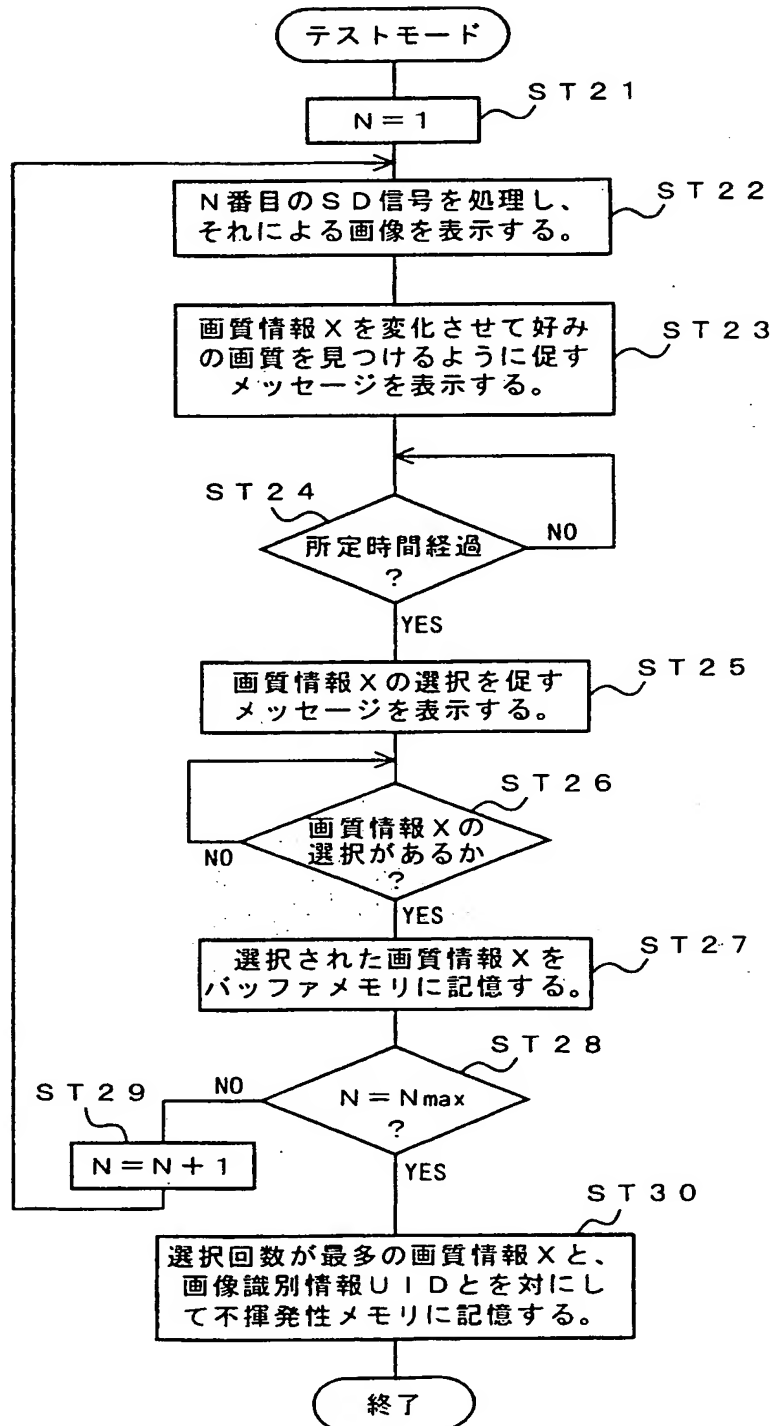 テストモード
ST21
N=1
ST22
N番目のSD信号を処理し、
それによる画像を表示する。
ST23
画質情報Xを変化させて好み
の画質を見つけるように促す
メッセージを表示する。
ST24
所定時間経過
?
NO
YES
ST25
画質情報Xの選択を促す
メッセージを表示する。
ST26
画質情報Xの
選択があるか
?
NO
YES
ST27
選択された画質情報Xを
バッファメモリに記憶する。
ST28
N=Nmax
?
NO
ST29
N=N+1
YES
ST30
選択回数が最多の画質情報Xと、
画像識別情報UIDとを対にし
て不揮発性メモリに記憶する。
終了